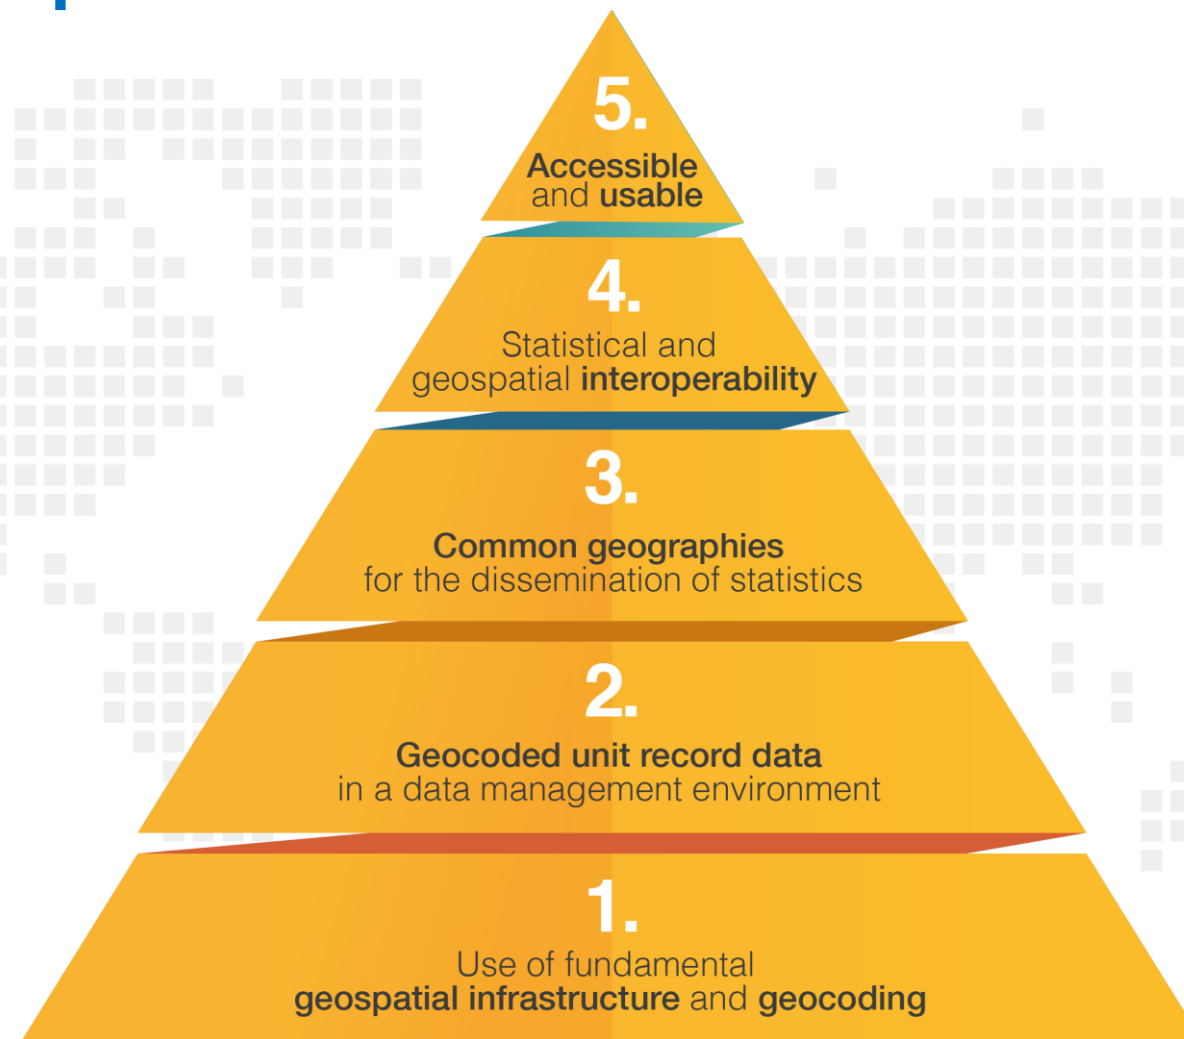 5.
Accessible
and usable
4.
Statistical and
geospatial interoperability
3.
Common geographies
for the dissemination of statistics
2.
Geocoded unit record data
in a data management environment
1.
Use of fundamental
geospatial infrastructure and geocoding